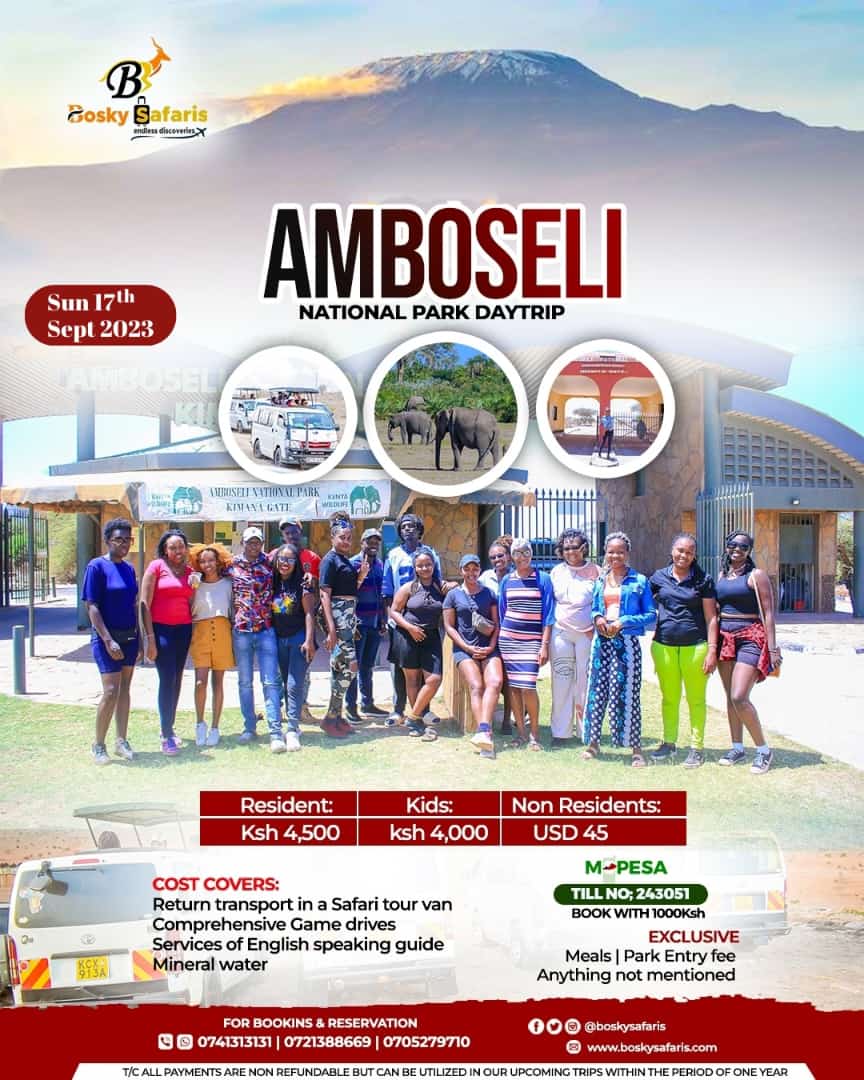 Bosky Safaris
endless discoveries
AMBOSELI
NATIONAL PARK DAYTRIP
Sun 17th
Sept 2023
AMBOSELI NATIONAL PARK
KIMANA GATE
KENYA
WILDLIFE
Resident:
Kids:
Non Residents:
Ksh 4,500
ksh 4,000
USD 45
COST COVERS:
Return transport in a Safari tour van
Comprehensive Game drives
Services of English speaking guide
Mineral water
M-PESA
TILL NO; 243051
BOOK WITH 1000Ksh
EXCLUSIVE
Meals | Park Entry fee
Anything not mentioned
KCX
913A
FOR BOOKINS & RESERVATION
0741313131 | 0721388669 | 0705279710
@boskysafaris
www.boskysafaris.com
T/C ALL PAYMENTS ARE NON REFUNDABLE BUT CAN BE UTILIZED IN OUR UPCOMING TRIPS WITHIN THE PERIOD OF ONE YEAR